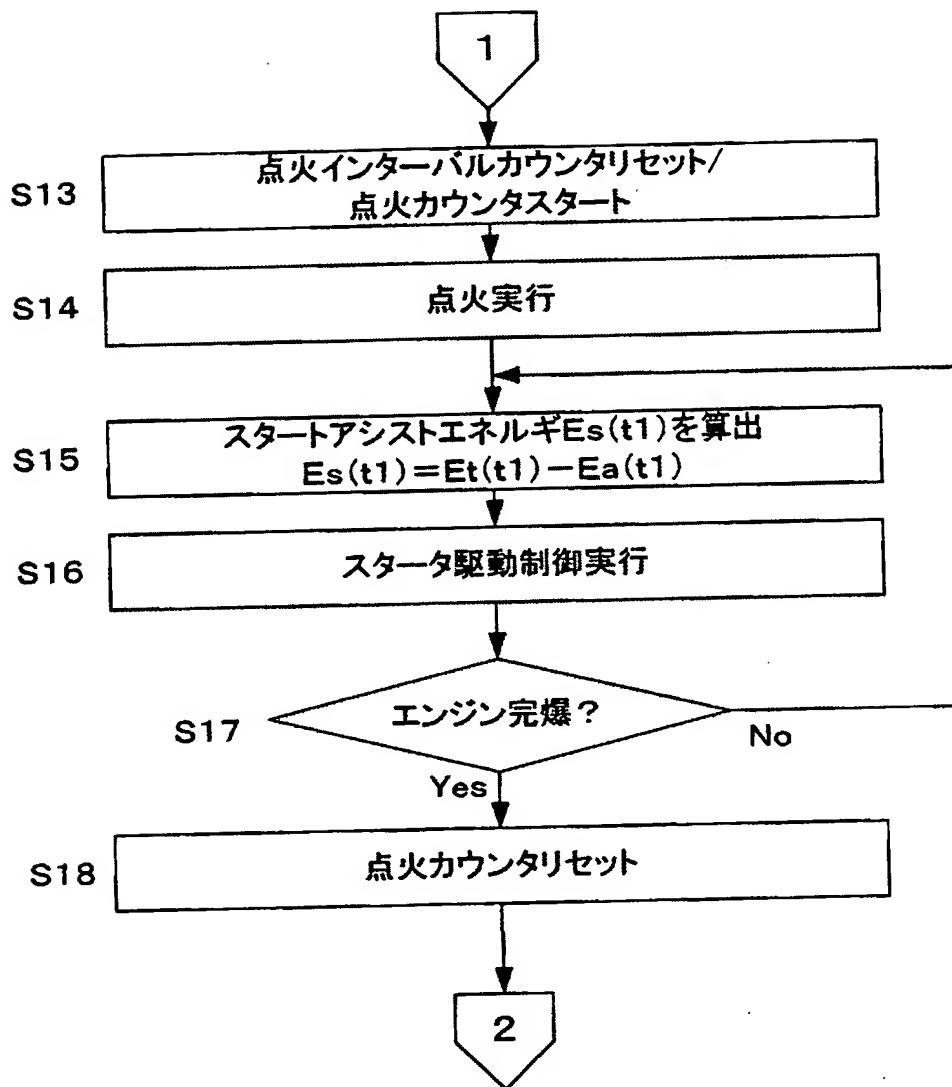 1
S13
点火インターバルカウンタリセット/
点火カウンタスタート
S14
点火実行
S15
スタートアシストエネルギEs(t1)を算出
Es(t1)=Et(t1)-Ea(t1)
S16
スタータ駆動制御実行
S17
エンジン完爆?
No
Yes
S18
点火カウンタリセット
2